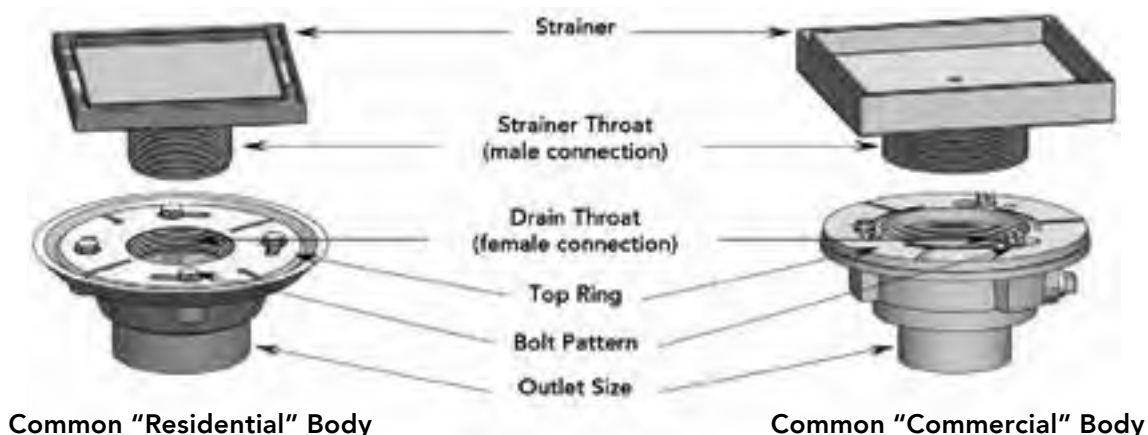 Strainer
Strainer Throat
(male connection)
Drain Throat
(female connection)
Top Ring
Bolt Pattern
Outlet Size
Common “Residential” Body
Common “Commercial” Body